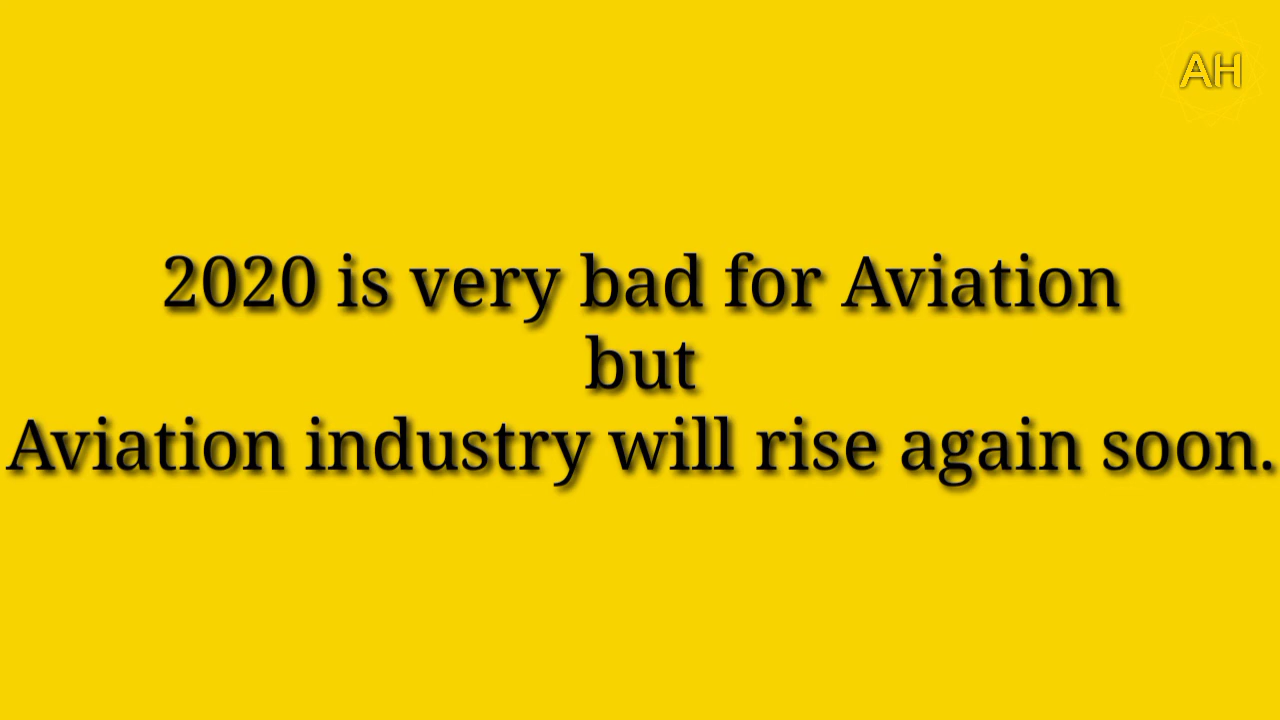 AH
2020 is very bad for Aviation
but
Aviation industry will rise again soon.